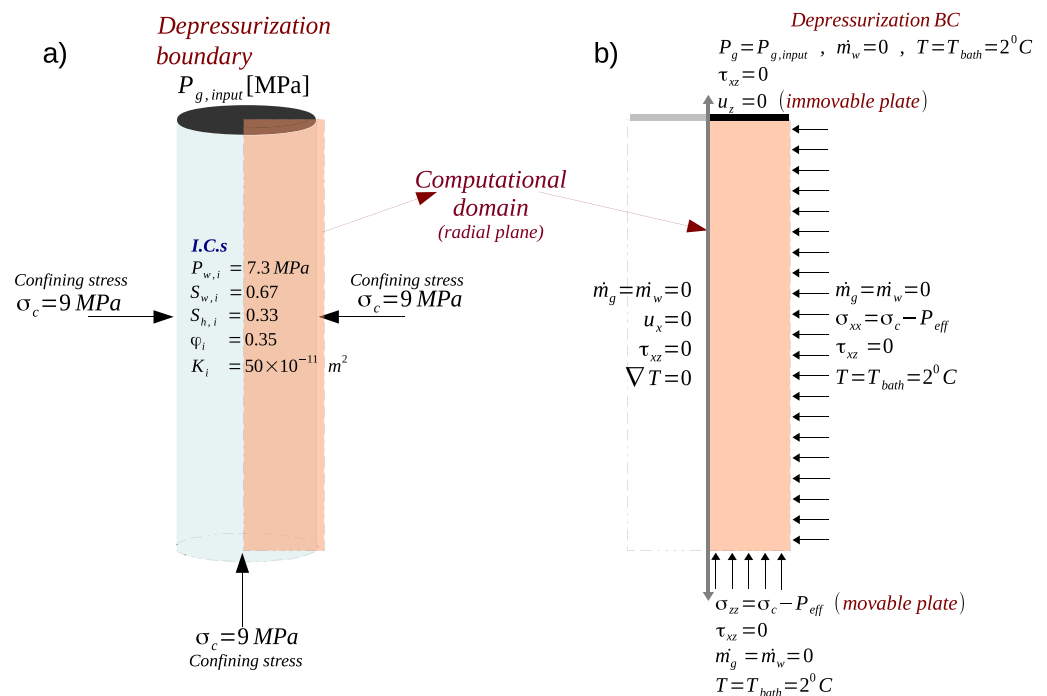 a)
Depressurization
boundary
P_{g,input} [MPa]
I.C.s
P_{w,i} = 7.3 MPa
S_{w,i} = 0.67
S_{h,i} = 0.33
φ_i = 0.35
K_i = 50×10^{−11} m^2
Confining stress
σ_c=9 MPa
Confining stress
σ_c=9 MPa
σ_c=9 MPa
Confining stress
Computational
domain
(radial plane)
b)
Depressurization BC
P_g=P_{g,input} , ṁ_w=0 , T=T_{bath}=2^0 C
τ_{xz}=0
u_z=0 (immovable plate)
ṁ_g=ṁ_w=0
u_x=0
τ_{xz}=0
∇T=0
ṁ_g=ṁ_w=0
σ_{xx}=σ_c−P_{eff}
τ_{xz}=0
T=T_{bath}=2^0 C
σ_{zz}=σ_c−P_{eff} (movable plate)
τ_{xz}=0
ṁ_g=ṁ_w=0
T=T_{bath}=2^0 C